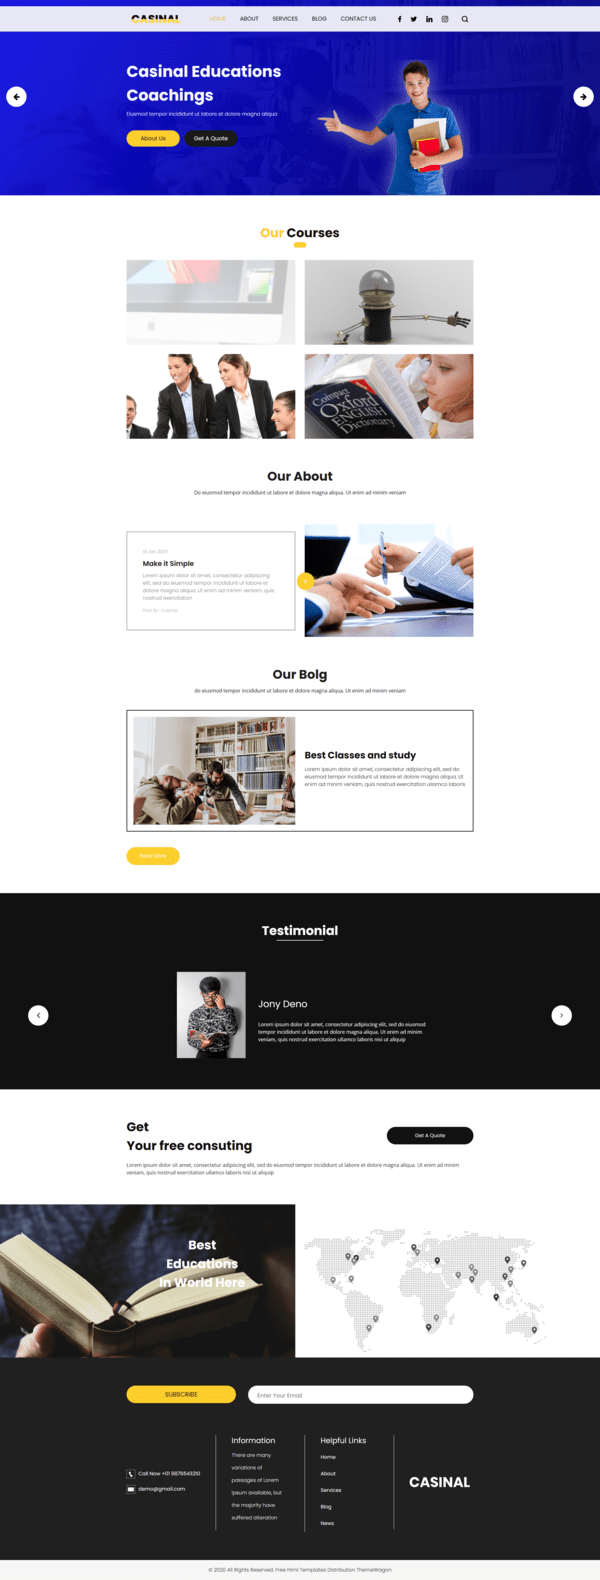 CASINAL
HOME ABOUT SERVICES BLOG CONTACT US
Casinal Educations
Coachings
Eiusmod tempor incididunt ut labore et dolore magna aliqua
About Us Get A Quote
Our Courses
Compact
Oxford
ENGLISH
Dictionary
Our About
Do eiusmod tempor incididunt ut labore et dolore magna aliqua. Ut enim ad minim veniam
01 Jan 2020
Make it Simple
Lorem ipsum dolor sit amet, consectetur adipiscing
elit, sed do eiusmod tempor incididunt ut labore et
dolore magna aliqua. Ut enim ad minim veniam, quis
nostrud exercitation
Post By : Casinal
Our Bolg
do eiusmod tempor incididunt ut labore et dolore magna aliqua. Ut enim ad minim veniam
Best Classes and study
Lorem ipsum dolor sit amet, consectetur adipiscing elit, sed do
eiusmod tempor incididunt ut labore et dolore magna aliqua. Ut
enim ad minim veniam, quis nostrud exercitation ullamco laboris
Read More
Testimonial
Jony Deno
Lorem ipsum dolor sit amet, consectetur adipiscing elit, sed do eiusmod
tempor incididunt ut labore et dolore magna aliqua. Ut enim ad minim
veniam, quis nostrud exercitation ullamco laboris nisi ut aliquip
Get
Your free consuting
Get A Quote
Lorem ipsum dolor sit amet, consectetur adipiscing elit, sed do eiusmod tempor incididunt ut labore et dolore magna aliqua. Ut enim ad minim
veniam, quis nostrud exercitation ullamco laboris nisi ut aliquip
Best
Educations
In World Here
SUBSCRIBE
Enter Your Email
Call Now +01 9876543210
demo@gmail.com
Information
There are many
variations of
passages of Lorem
Ipsum available, but
the majority have
suffered alteration
Helpful Links
Home
About
Services
Blog
News
CASINAL
© 2020 All Rights Reserved. Free html Templates Distribution ThemeWagon